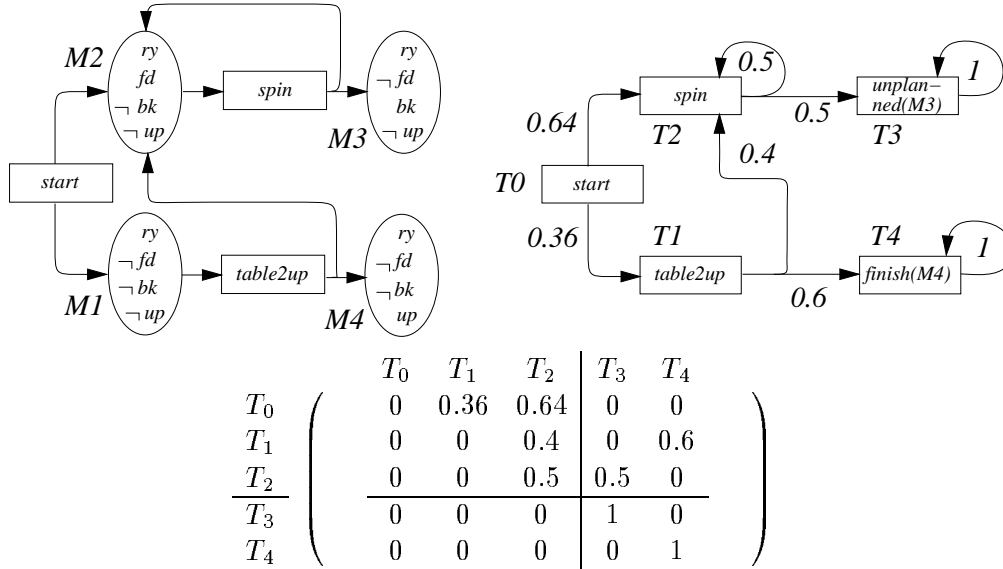 M2
ry
fd
¬ bk
¬ up
spin
ry
¬ fd
bk
¬ up
M3
start
M1
ry
¬ fd
¬ bk
¬ up
table2up
ry
¬ fd
¬ bk
up
M4
0.5
spin
T2
0.5
unplan-
ned(M3)
1
T3
0.64
0.4
T0
start
0.36
T1
table2up
0.6
T4
finish(M4)
1
T₀ T₁ T₂ T₃ T₄
T₀ 0 0.36 0.64 0 0
T₁ 0 0 0.4 0 0.6
T₂ 0 0 0.5 0.5 0
T₃ 0 0 0 1 0
T₄ 0 0 0 0 1